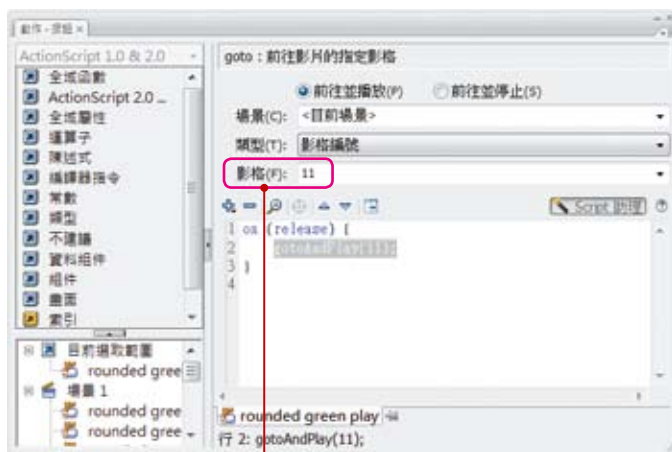 動作 - 按鈕 ×
ActionScript 1.0 & 2.0
全域函數
ActionScript 2.0 ...
全域屬性
運算子
陳述式
編譯器指令
常數
類型
不建議
資料組件
組件
畫面
索引
目前選取範圍
rounded gree
場景 1
rounded gree
rounded gree
goto : 前往影片的指定影格
前往並播放(P) 前往並停止(S)
場景(C): <目前場景>
類型(T): 影格編號
影格(F): 11
Script 助理
1 on (release) {
2 gotoAndPlay(11);
3 }
4
rounded green play
行 2: gotoAndPlay(11);